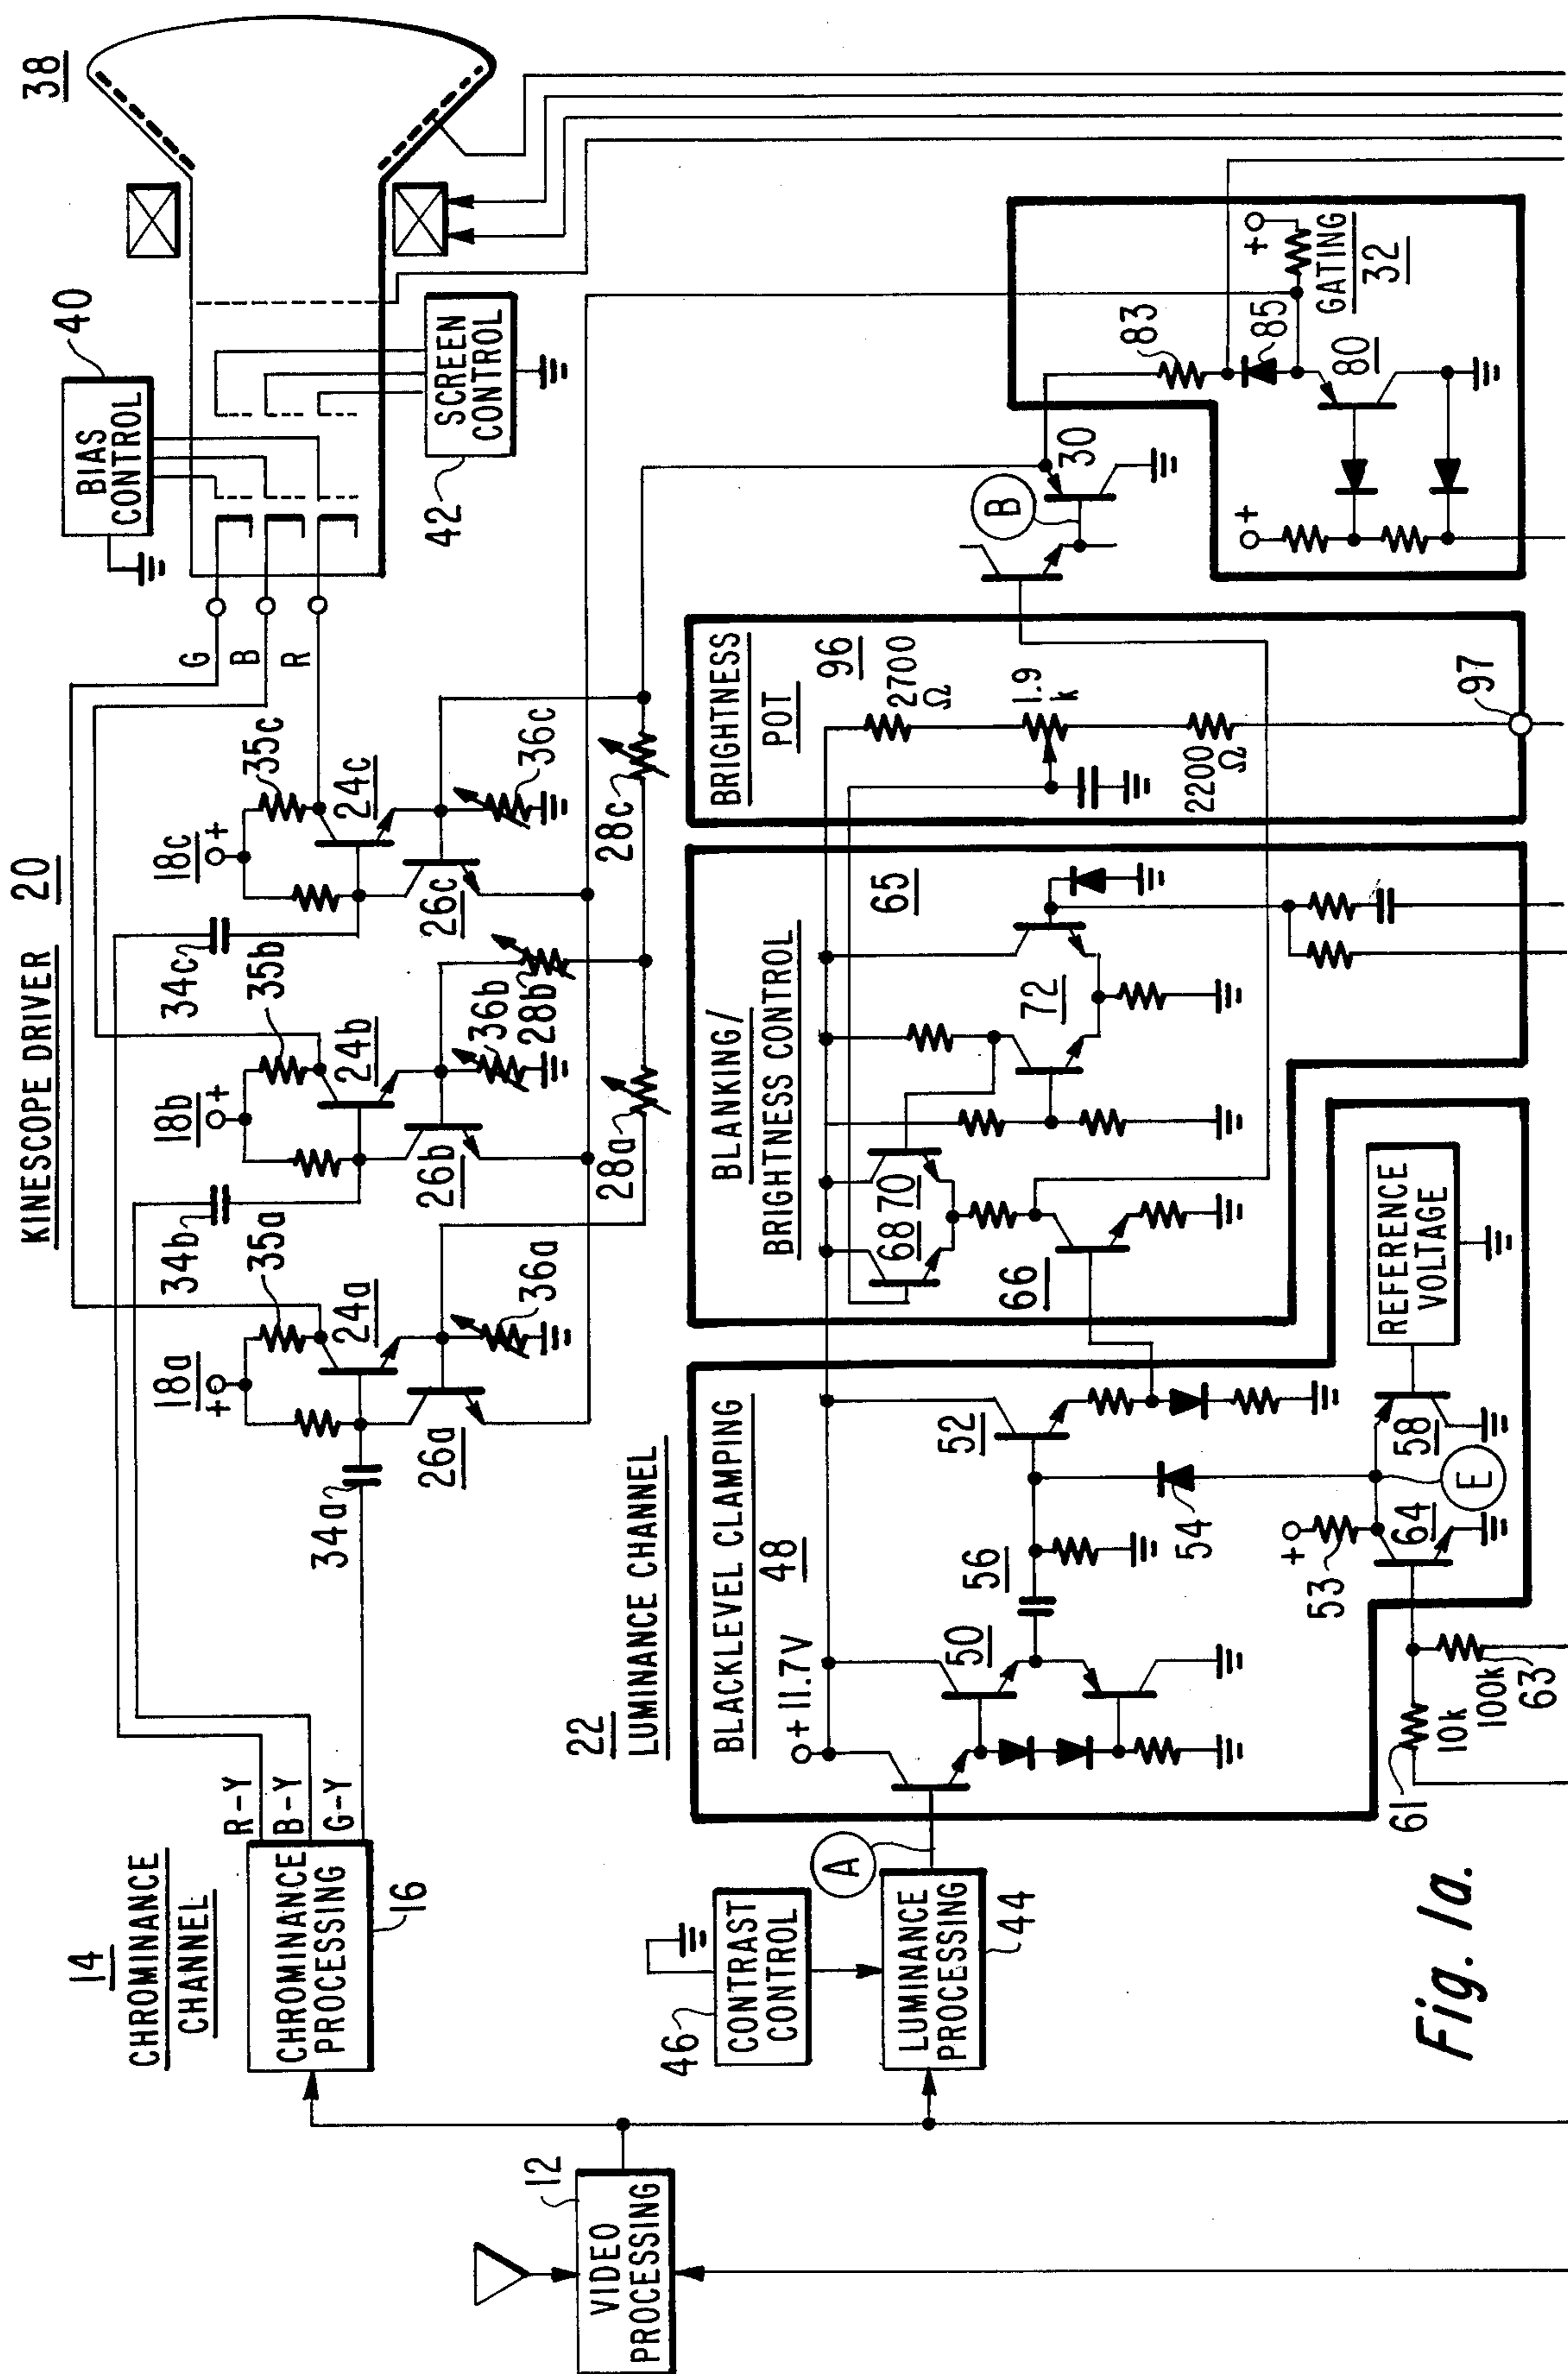 38
40
BIAS
CONTROL
SCREEN
CONTROL
42
G
B
R
KINESCOPE DRIVER 20
18a
+
35a
24a
26a
34a
36a
28a
18b
+
35b
24b
26b
34b
36b
28b
18c
+
35c
24c
26c
34c
36c
28c
14
CHROMINANCE
CHANNEL
CHROMINANCE
PROCESSING
16
R-Y
B-Y
G-Y
12
VIDEO
PROCESSING
22
LUMINANCE CHANNEL
46
CONTRAST
CONTROL
LUMINANCE
PROCESSING
44
A
BLACKLEVEL CLAMPING
48
+11.7V
50
56
52
54
+
53
64
58
E
REFERENCE
VOLTAGE
61
10k
100k
63
BLANKING/
BRIGHTNESS CONTROL
65
68
70
66
72
BRIGHTNESS
POT
96
2700
Ω
1.9
k
2200
Ω
97
B
30
83
85
80
+
+
GATING
32
Fig. 1a.